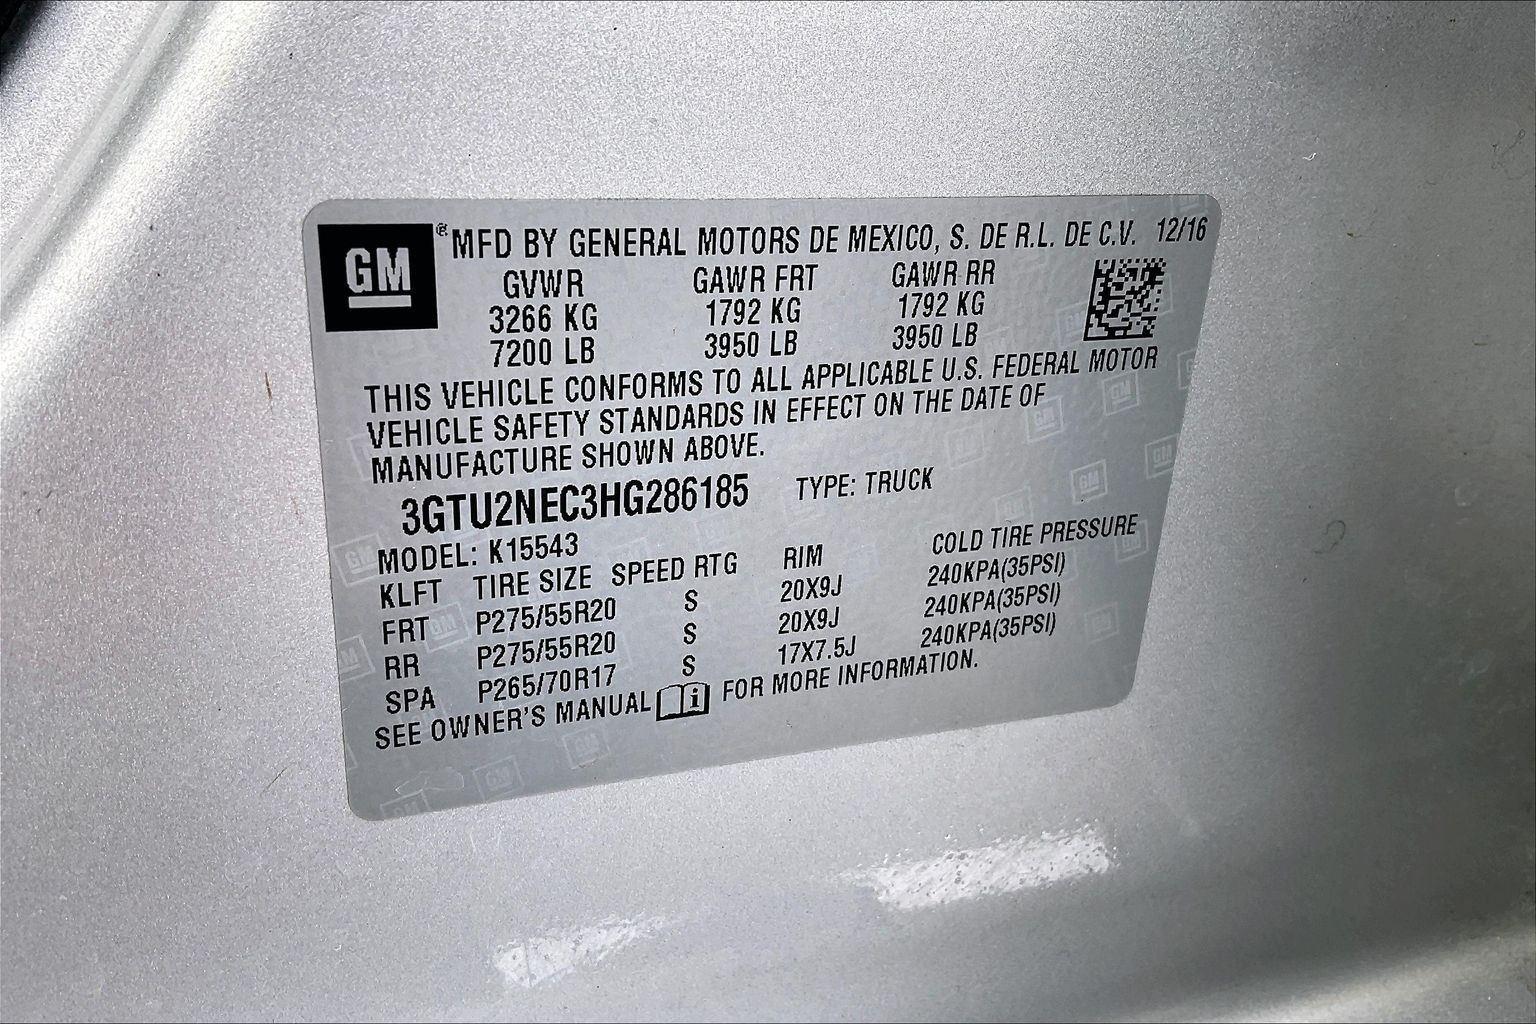 GM ® MFD BY GENERAL MOTORS DE MEXICO, S. DE R.L. DE C.V. 12/16
GVWR GAWR FRT GAWR RR
3266 KG 1792 KG 1792 KG
7200 LB 3950 LB 3950 LB
THIS VEHICLE CONFORMS TO ALL APPLICABLE U.S. FEDERAL MOTOR
VEHICLE SAFETY STANDARDS IN EFFECT ON THE DATE OF
MANUFACTURE SHOWN ABOVE.
3GTU2NEC3HG286185 TYPE: TRUCK
MODEL: K15543
KLFT TIRE SIZE SPEED RTG RIM COLD TIRE PRESSURE
FRT P275/55R20 S 20X9J 240KPA(35PSI)
RR P275/55R20 S 20X9J 240KPA(35PSI)
SPA P265/70R17 S 17X7.5J 240KPA(35PSI)
SEE OWNER'S MANUAL i FOR MORE INFORMATION.